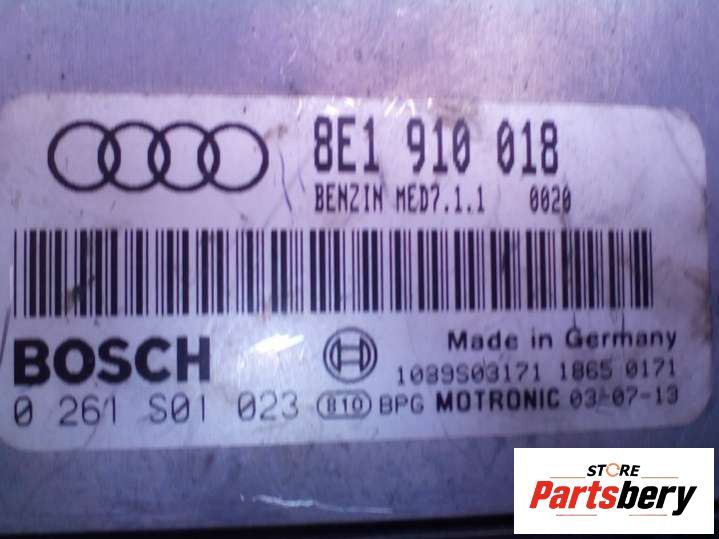 8E1 910 018
BENZIN MED7.1.1 0020
BOSCH
Made in Germany
1039S03171 1865 0171
0 261 S01 023 810 BPG MOTRONIC 03-07-13
STORE
Partsbery